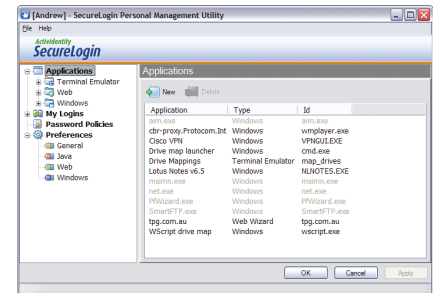 [Andrew] - SecureLogin Personal Management Utility
File Help
ActivIdentity
SecureLogin
Applications
Terminal Emulator
Web
Windows
My Logins
Password Policies
Preferences
General
Java
Web
Windows
Applications
New Delete
Application Type Id
aim.exe Windows aim.exe
cbr-proxy.Protocom.Int Windows wmplayer.exe
Cisco VPN Windows VPNGUI.EXE
Drive map launcher Windows cmd.exe
Drive Mappings Terminal Emulator map_drives
Lotus Notes v6.5 Windows NLNOTES.EXE
msimn.exe Windows msimn.exe
net.exe Windows net.exe
PfWizard.exe Windows PfWizard.exe
SmartFTP.exe Windows SmartFTP.exe
tpg.com.au Web Wizard tpg.com.au
WScript drive map Windows wscript.exe
OK Cancel Apply